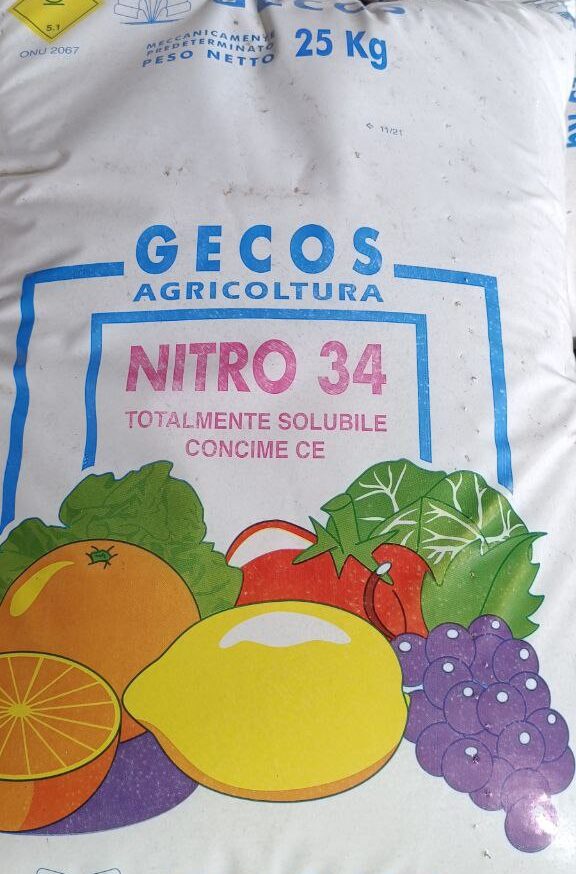 5.1
ONU 2067
GECOS
MECCANICAMENTE
PREDETERMINATO
PESO NETTO
25 Kg
11/21
GECOS
AGRICOLTURA
NITRO 34
TOTALMENTE SOLUBILE
CONCIME CE